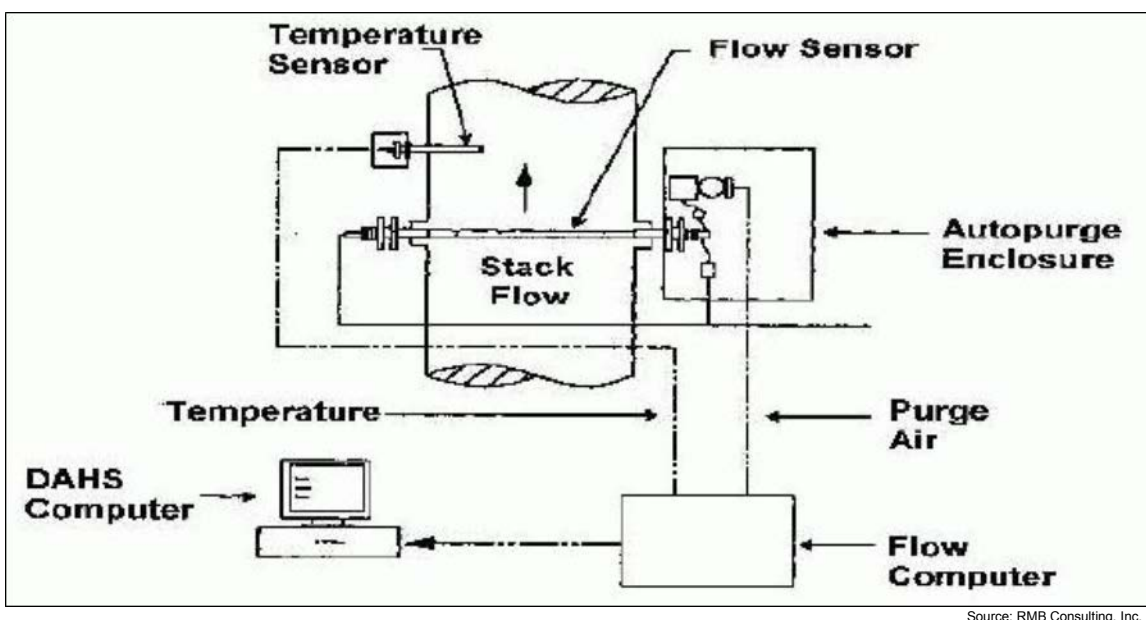 Temperature
Sensor
Flow Sensor
Autopurge
Enclosure
Stack
Flow
Temperature
Purge
Air
DAHS
Computer
Flow
Computer
Source: RMB Consulting, Inc.